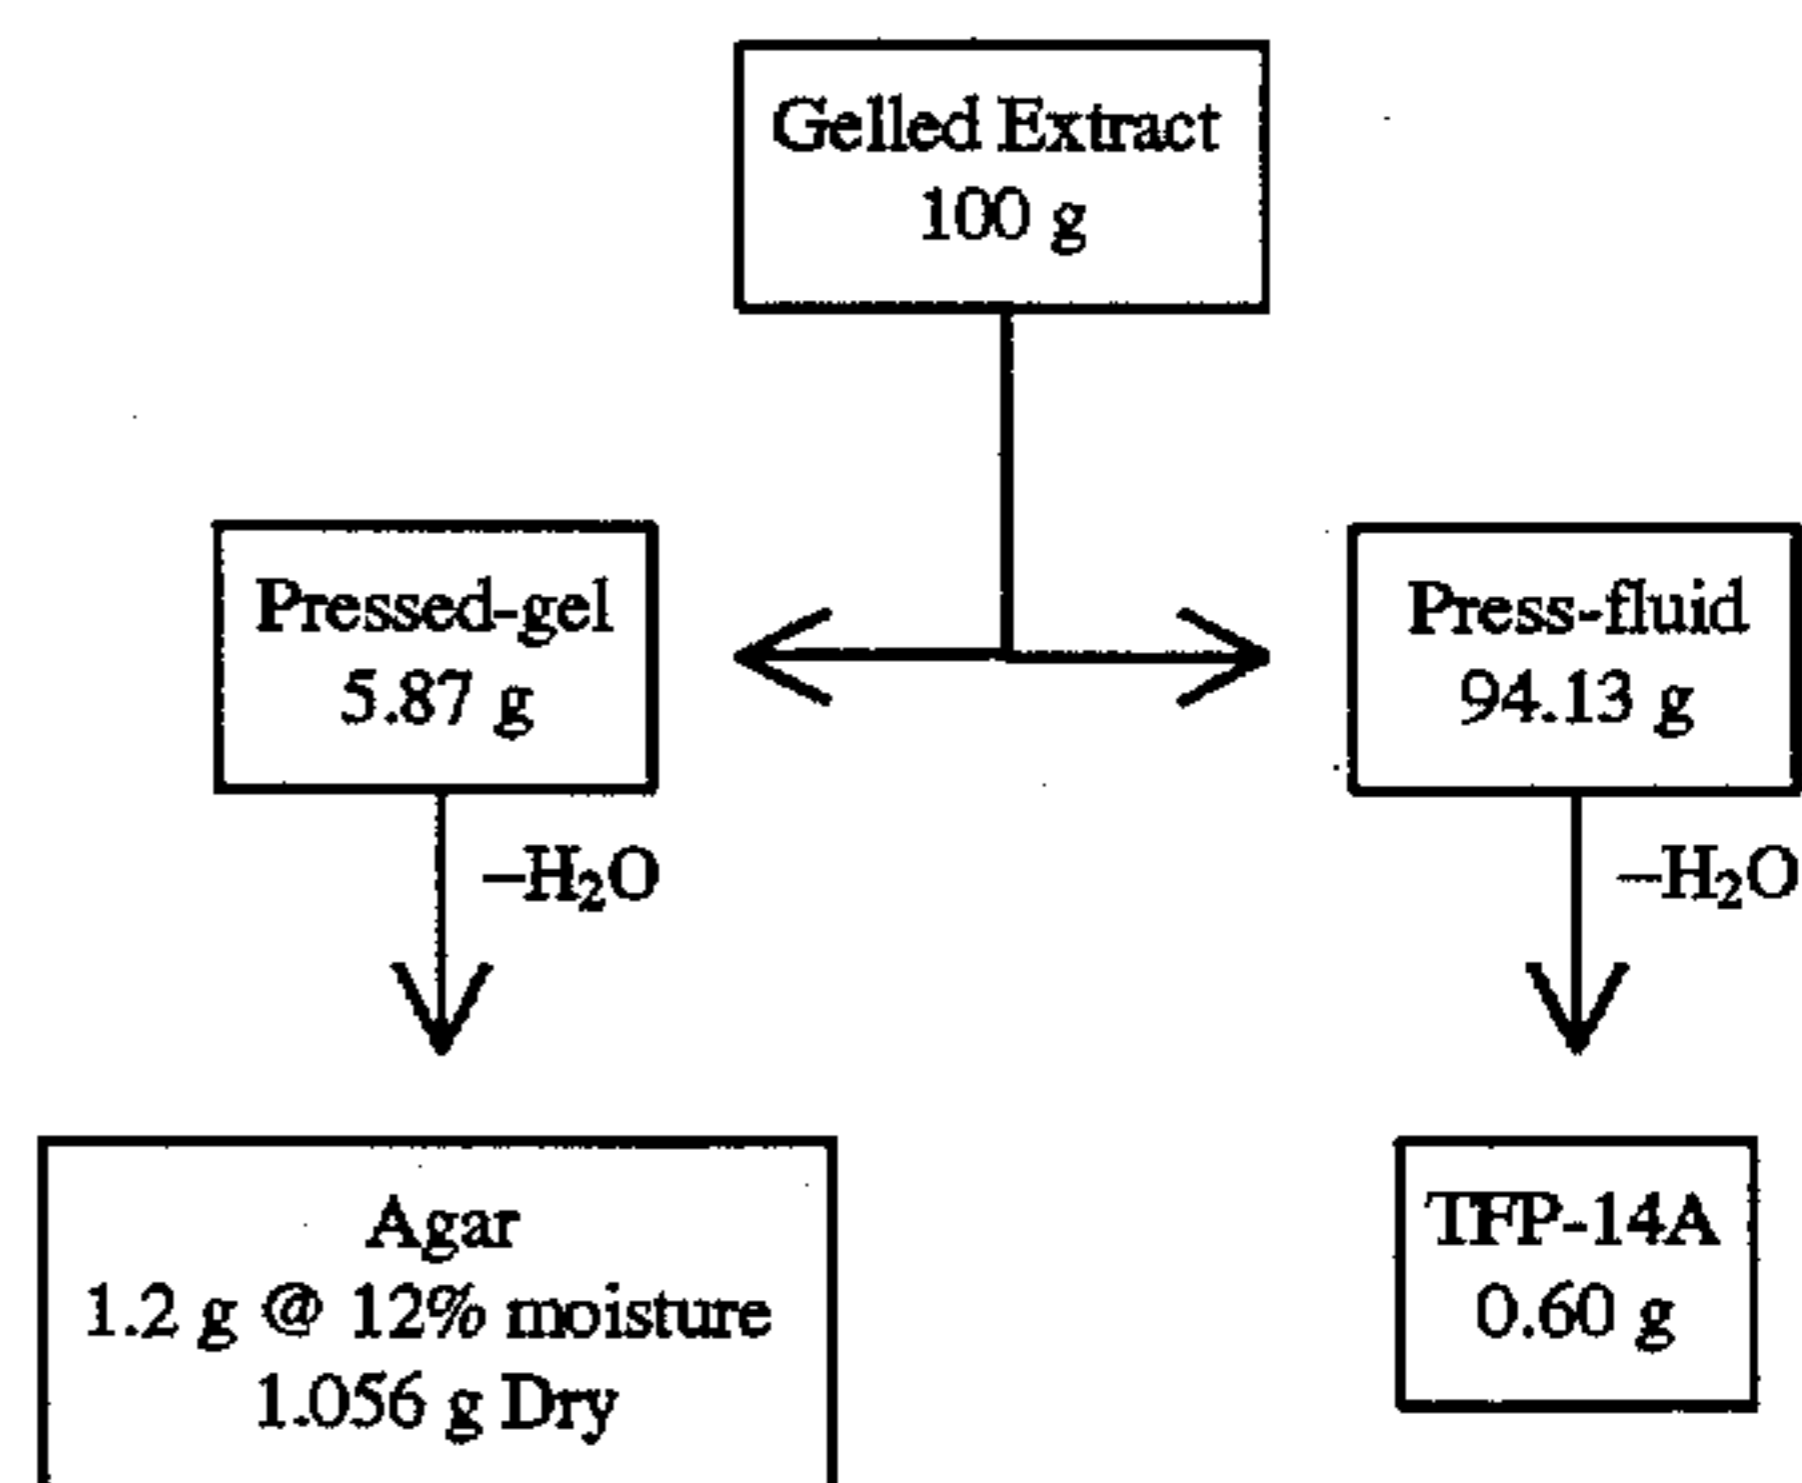 Gelled Extract
100 g
Pressed-gel
5.87 g
Press-fluid
94.13 g
–H₂O
–H₂O
Agar
1.2 g @ 12% moisture
1.056 g Dry
TFP-14A
0.60 g